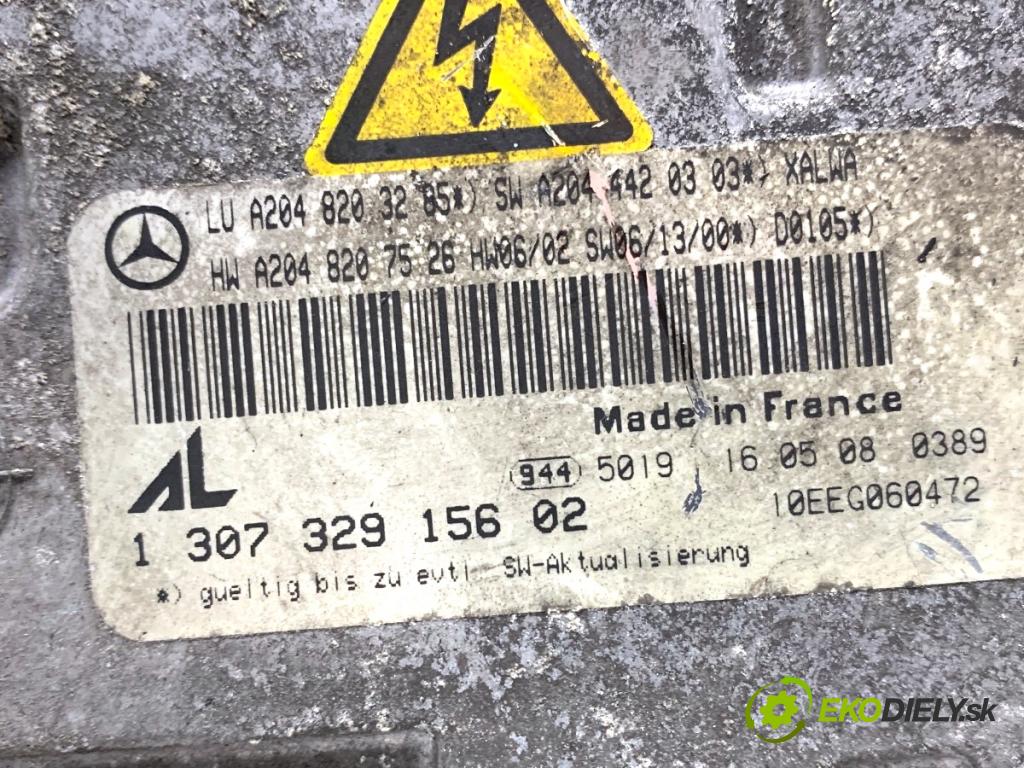 LU A204 820 32 85*) SW A204 442 03 03*) XALWA
HW A204 820 75 26 HW06/02 SW06/13/00*) D0105*)
Made in France
AL
944 5019 16 05 08 0389
1 307 329 156 02
10EEG060472
*) gueltig bis zu evtl. SW-Aktualisierung
EKODIELY.sk